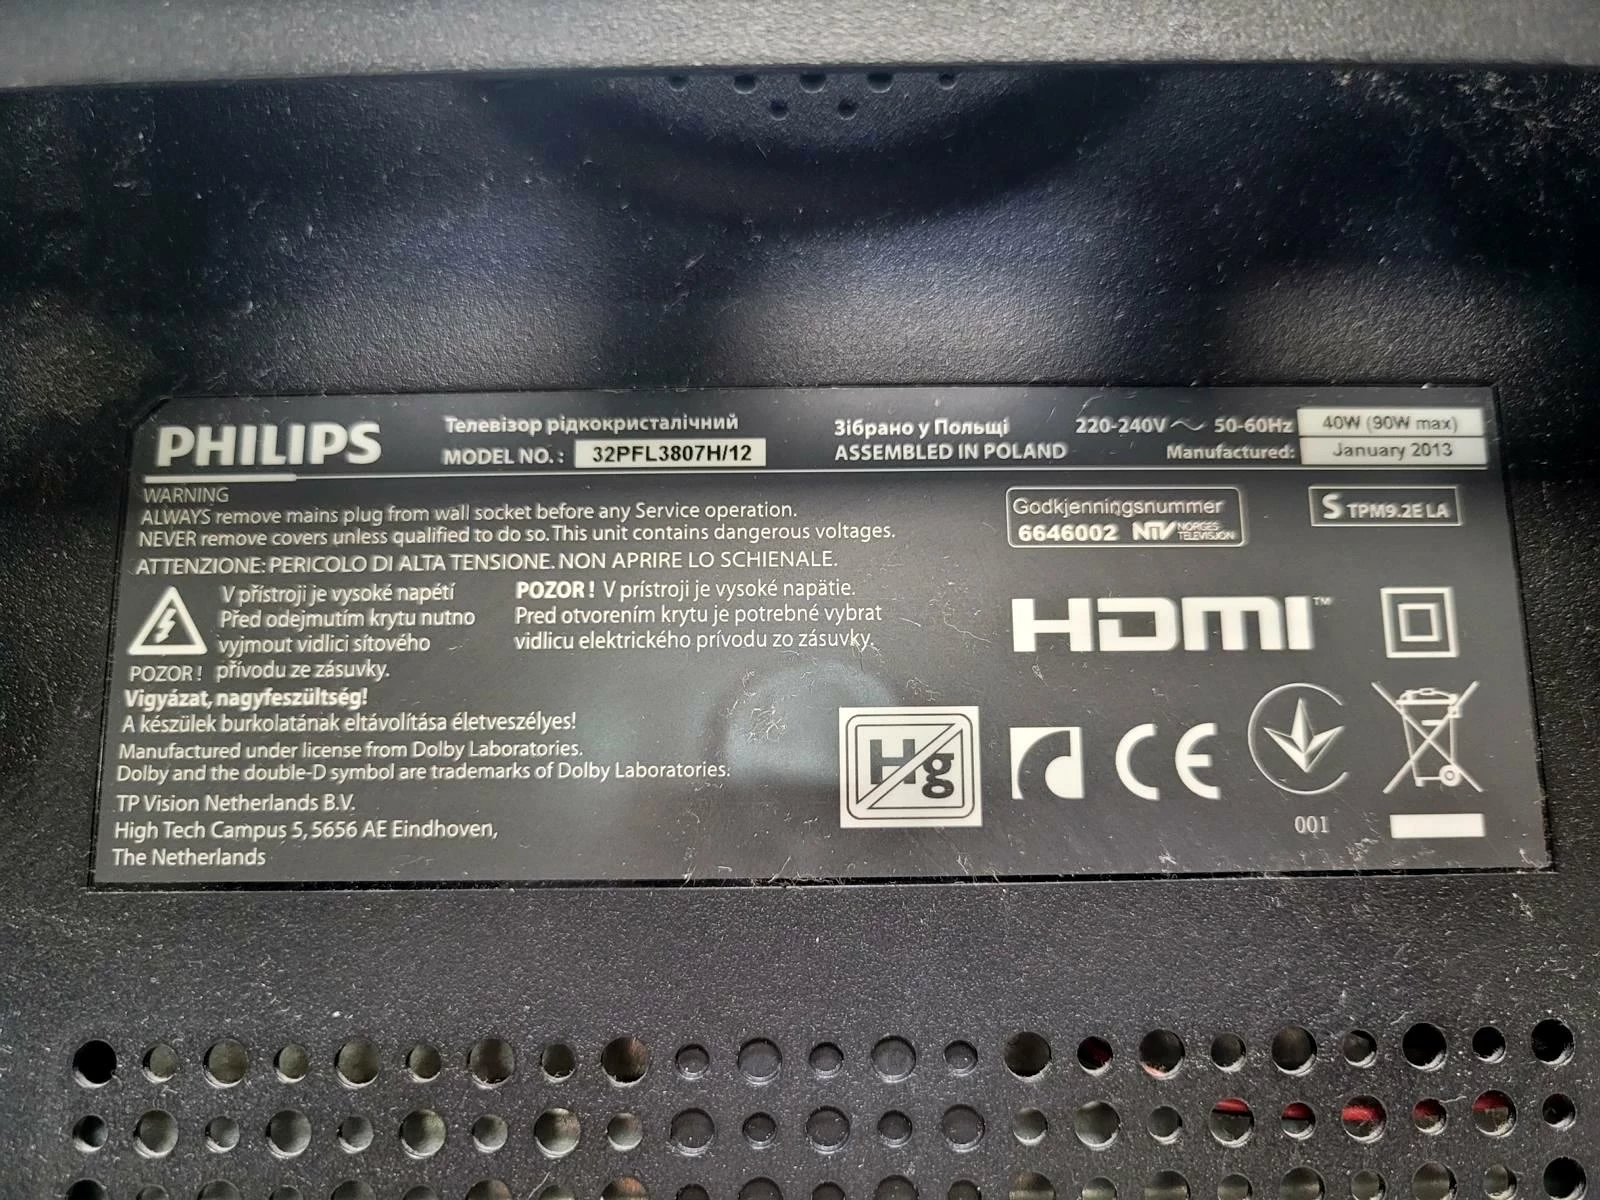 PHILIPS
Телевізор рідкокристалічний
MODEL NO. : 32PFL3807H/12
Зібрано у Польщі
ASSEMBLED IN POLAND
220-240V ~ 50-60Hz 40W (90W max)
Manufactured: January 2013
WARNING
ALWAYS remove mains plug from wall socket before any Service operation.
NEVER remove covers unless qualified to do so. This unit contains dangerous voltages.
ATTENZIONE: PERICOLO DI ALTA TENSIONE. NON APRIRE LO SCHIENALE.
Godkjenningsnummer
6646002 NTV NORGES TELEVISJON
S TPM9.2E LA
V přístroji je vysoké napětí
Před odejmutím krytu nutno
vyjmout vidlici síťového
POZOR! přívodu ze zásuvky.
POZOR! V prístroji je vysoké napätie.
Pred otvorením krytu je potrebné vybrat
vidlicu elektrického prívodu zo zásuvky.
HDMI™
Vigyázat, nagyfeszültség!
A készülek burkolatának eltávolítása életveszélyes!
Manufactured under license from Dolby Laboratories.
Dolby and the double-D symbol are trademarks of Dolby Laboratories.
TP Vision Netherlands B.V.
High Tech Campus 5, 5656 AE Eindhoven,
The Netherlands
Hg
CE
001